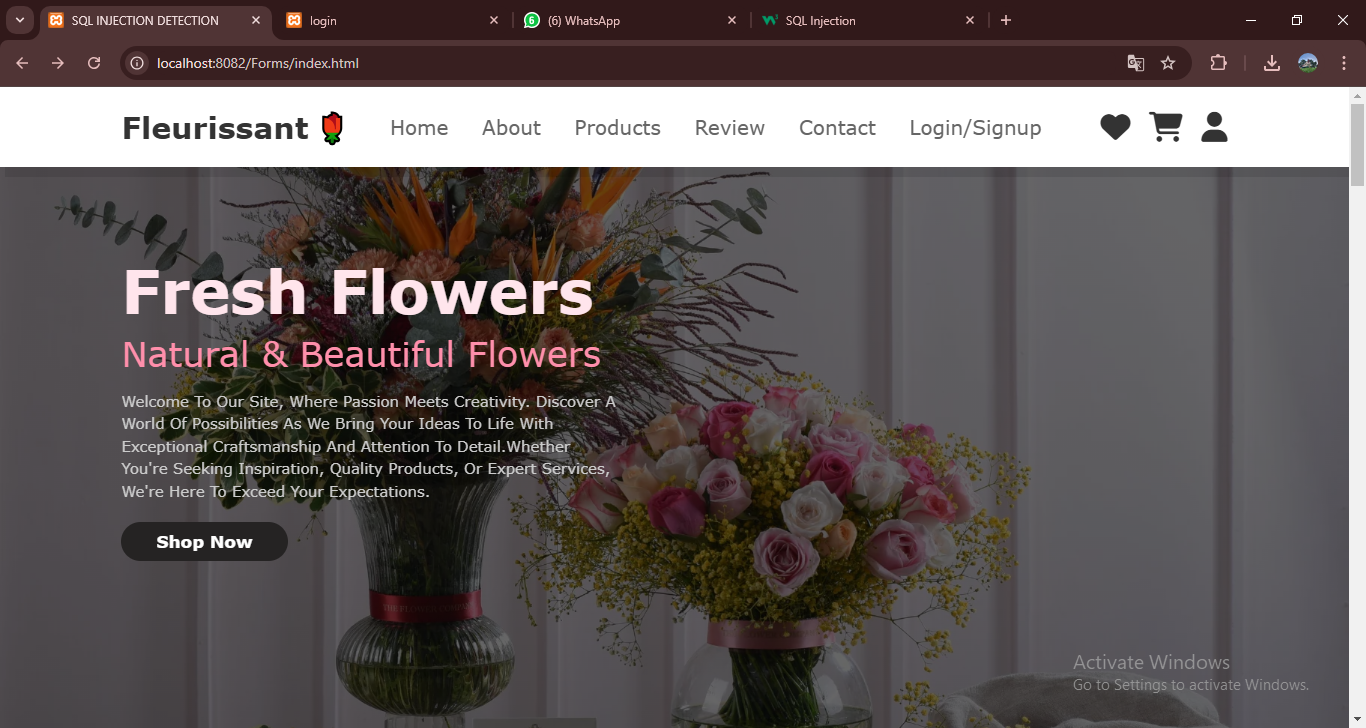 SQL INJECTION DETECTION
login
6
(6) WhatsApp
SQL Injection
localhost:8082/Forms/index.html
Fleurissant
Home
About
Products
Review
Contact
Login/Signup
Fresh Flowers
Natural & Beautiful Flowers
Welcome To Our Site, Where Passion Meets Creativity. Discover A
World Of Possibilities As We Bring Your Ideas To Life With
Exceptional Craftsmanship And Attention To Detail.Whether
You're Seeking Inspiration, Quality Products, Or Expert Services,
We're Here To Exceed Your Expectations.
Shop Now
Activate Windows
Go to Settings to activate Windows.